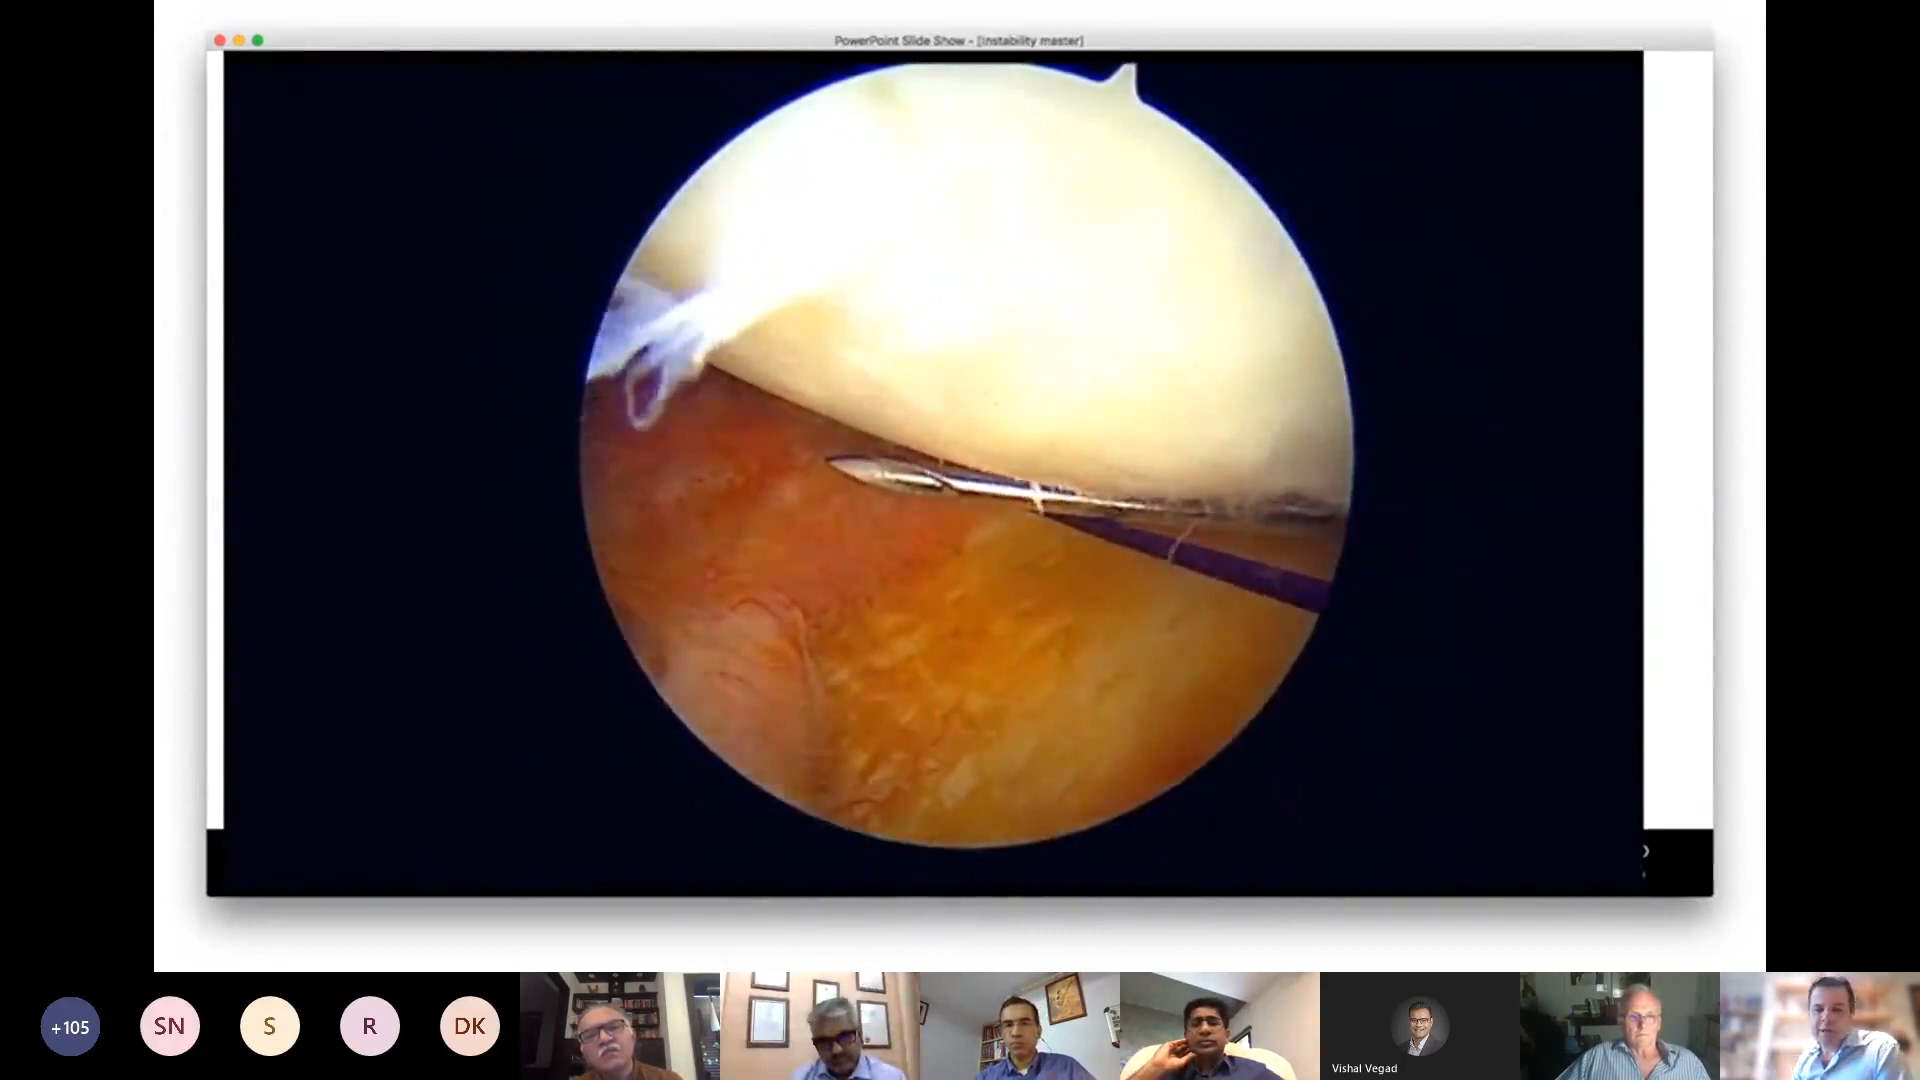 PowerPoint Slide Show - [Instability master]
+105
SN
S
R
DK
Vishal Vegad